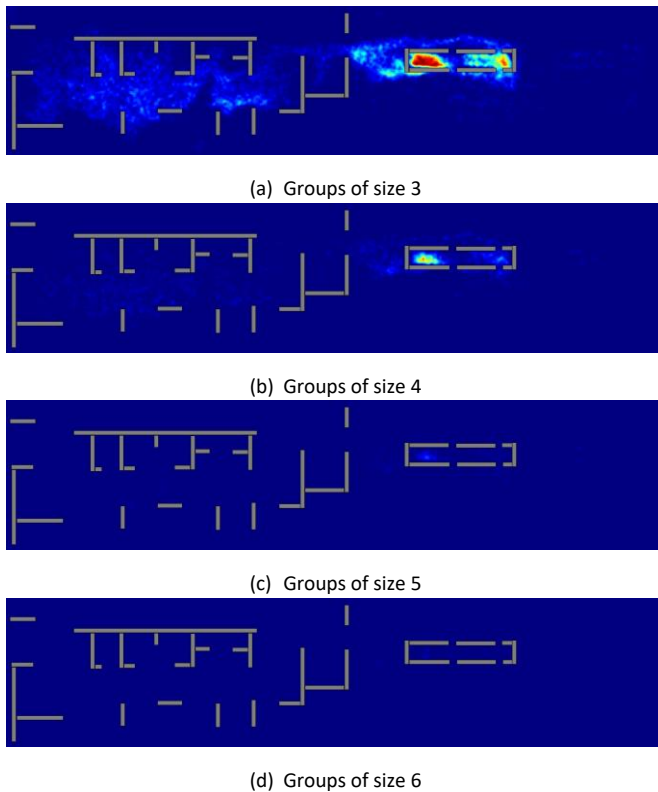 (a) Groups of size 3
(b) Groups of size 4
(c) Groups of size 5
(d) Groups of size 6